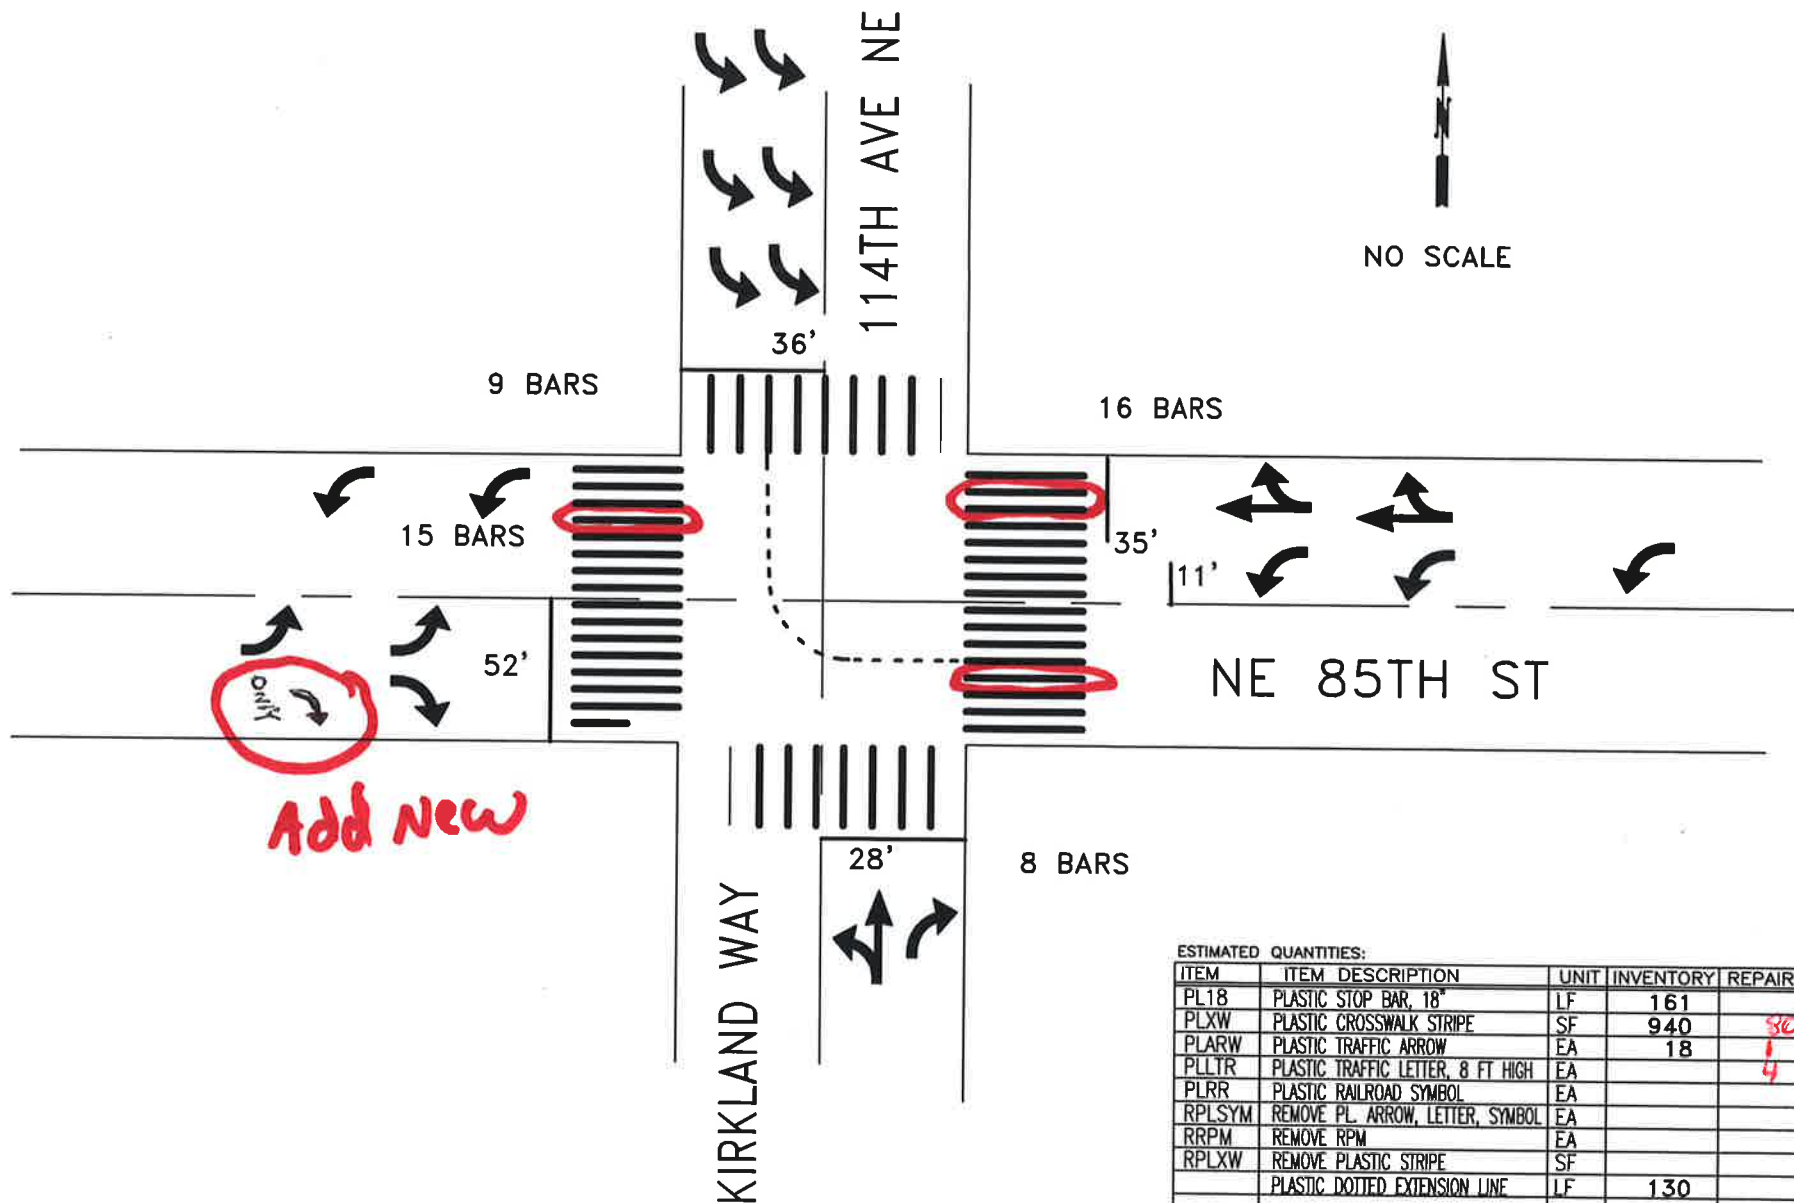 114TH AVE NE
N
NO SCALE
36'
9 BARS
16 BARS
15 BARS
35'
11'
52'
NE 85TH ST
ONLY
Add New
28'
8 BARS
KIRKLAND WAY
ESTIMATED QUANTITIES:
ITEM ITEM DESCRIPTION UNIT INVENTORY REPAIR
PL18 PLASTIC STOP BAR, 18" LF 161
PLXW PLASTIC CROSSWALK STRIPE SF 940 80
PLARW PLASTIC TRAFFIC ARROW EA 18 1
PLLTR PLASTIC TRAFFIC LETTER, 8 FT HIGH EA 4
PLRR PLASTIC RAILROAD SYMBOL EA
RPLSYM REMOVE PL. ARROW, LETTER, SYMBOL EA
RRPM REMOVE RPM EA
RPLXW REMOVE PLASTIC STRIPE SF
PLASTIC DOTTED EXTENSION LINE LF 130